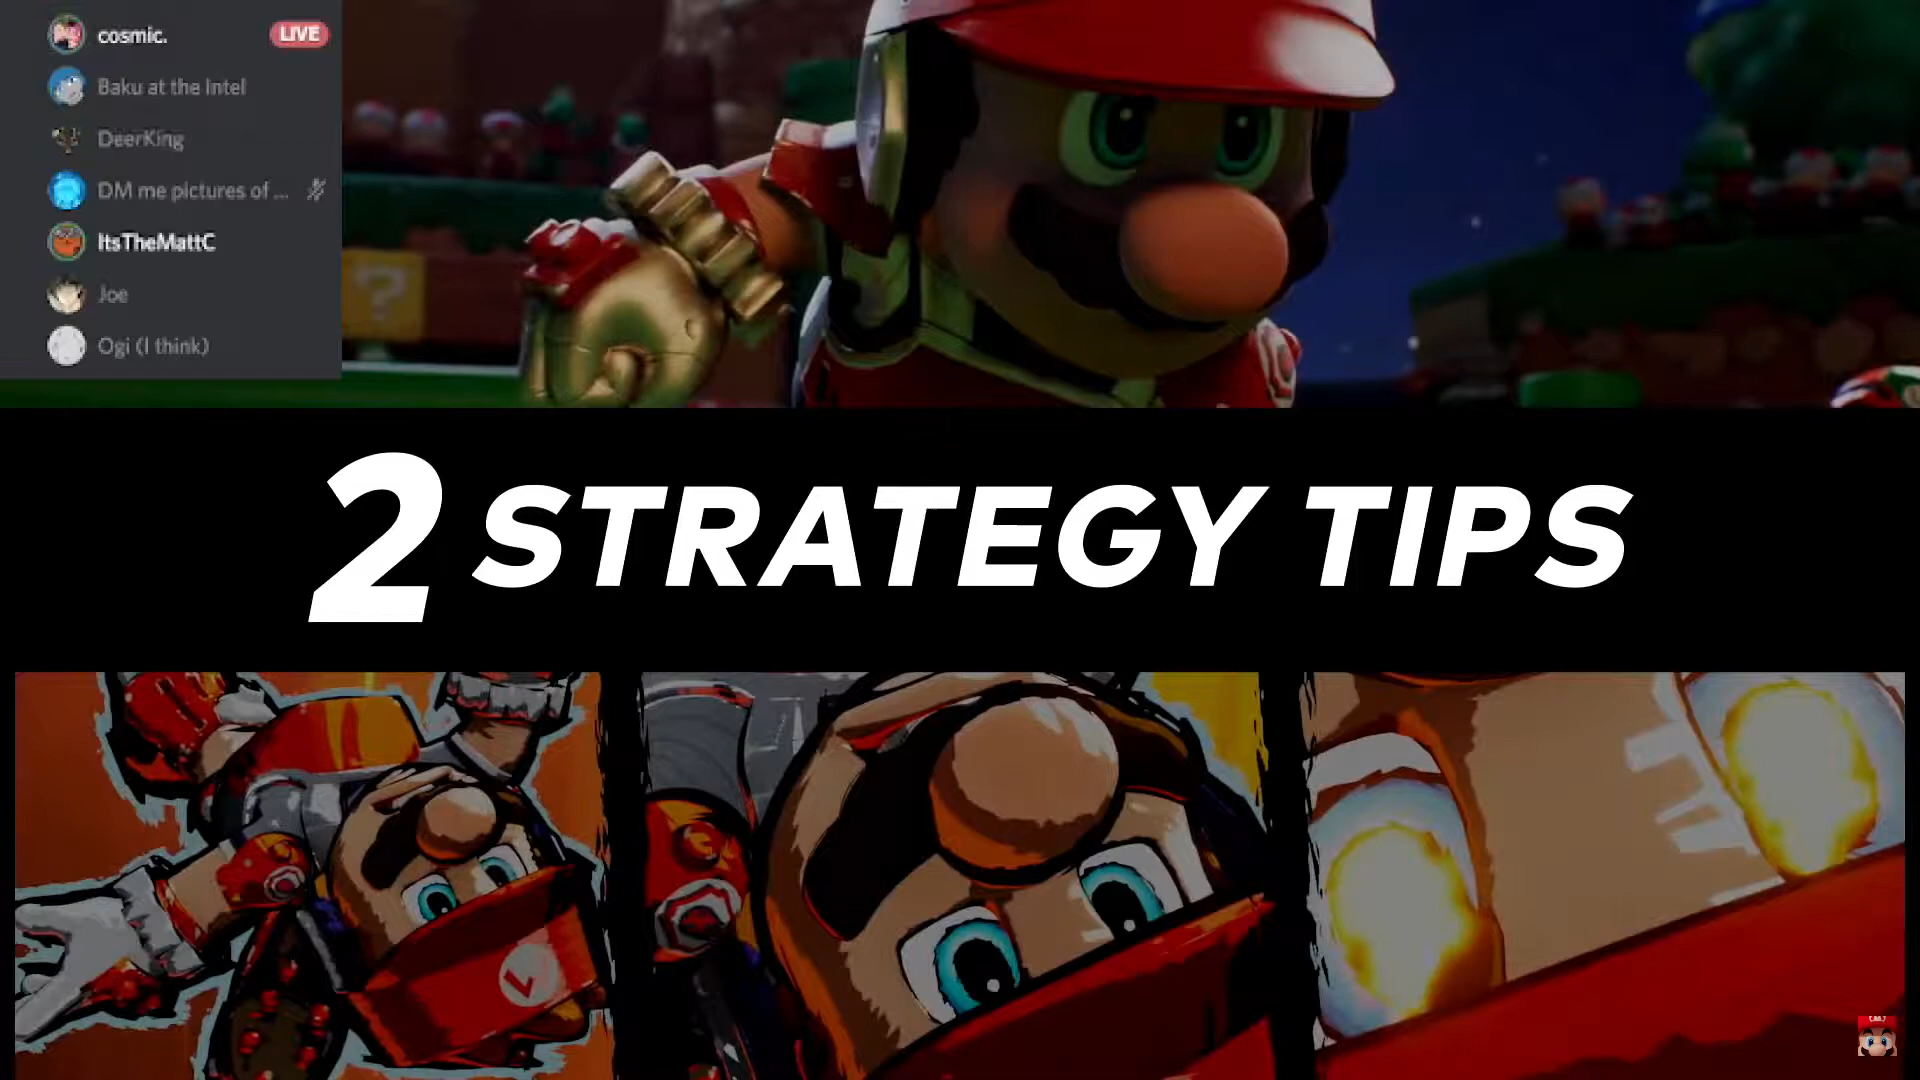 cosmic.
LIVE
Baku at the Intel
DeerKing
DM me pictures of ...
ItsTheMattC
Joe
Ogi (I think)
2 STRATEGY TIPS